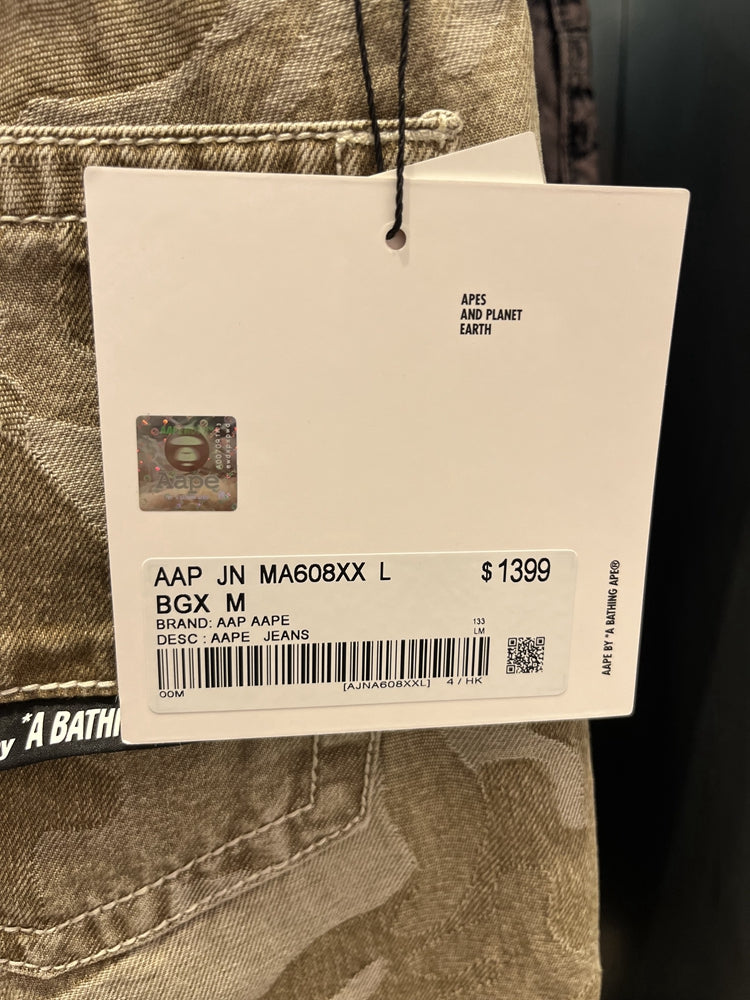 APES
AND PLANET
EARTH
Aape
AAP JN MA608XX L $1399
BGX M
BRAND: AAP AAPE 133
DESC : AAPE JEANS LM
00M [AJNA608XXL] 4 / HK
AAPE BY *A BATHING APE®
by *A BATHI